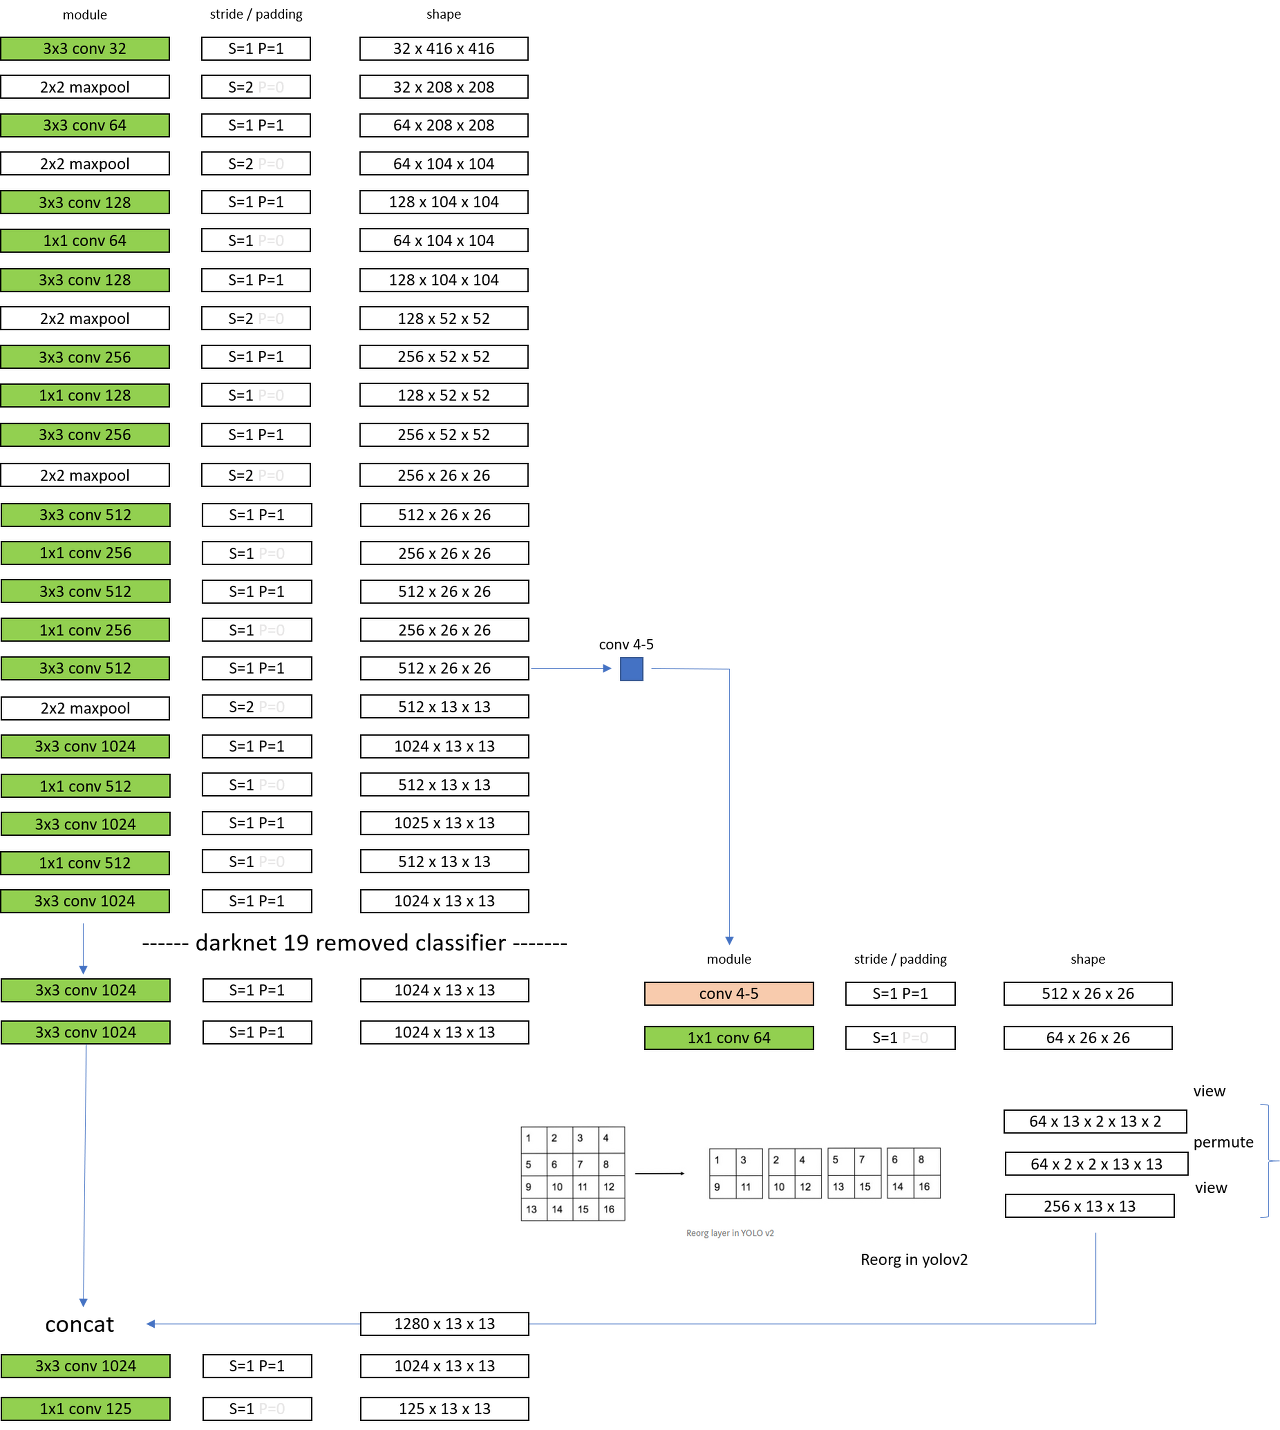 module stride / padding shape
3x3 conv 32 S=1 P=1 32 x 416 x 416
2x2 maxpool S=2 P=0 32 x 208 x 208
3x3 conv 64 S=1 P=1 64 x 208 x 208
2x2 maxpool S=2 P=0 64 x 104 x 104
3x3 conv 128 S=1 P=1 128 x 104 x 104
1x1 conv 64 S=1 P=0 64 x 104 x 104
3x3 conv 128 S=1 P=1 128 x 104 x 104
2x2 maxpool S=2 P=0 128 x 52 x 52
3x3 conv 256 S=1 P=1 256 x 52 x 52
1x1 conv 128 S=1 P=0 128 x 52 x 52
3x3 conv 256 S=1 P=1 256 x 52 x 52
2x2 maxpool S=2 P=0 256 x 26 x 26
3x3 conv 512 S=1 P=1 512 x 26 x 26
1x1 conv 256 S=1 P=0 256 x 26 x 26
3x3 conv 512 S=1 P=1 512 x 26 x 26
1x1 conv 256 S=1 P=0 256 x 26 x 26
conv 4-5
3x3 conv 512 S=1 P=1 512 x 26 x 26
2x2 maxpool S=2 P=0 512 x 13 x 13
3x3 conv 1024 S=1 P=1 1024 x 13 x 13
1x1 conv 512 S=1 P=0 512 x 13 x 13
3x3 conv 1024 S=1 P=1 1025 x 13 x 13
1x1 conv 512 S=1 P=0 512 x 13 x 13
3x3 conv 1024 S=1 P=1 1024 x 13 x 13
------ darknet 19 removed classifier -------
3x3 conv 1024 S=1 P=1 1024 x 13 x 13
3x3 conv 1024 S=1 P=1 1024 x 13 x 13
module stride / padding shape
conv 4-5 S=1 P=1 512 x 26 x 26
1x1 conv 64 S=1 P=0 64 x 26 x 26
view
64 x 13 x 2 x 13 x 2
permute
64 x 2 x 2 x 13 x 13
view
256 x 13 x 13
1 2 3 4
5 6 7 8
9 10 11 12
13 14 15 16
1 3 2 4 5 7 6 8
9 11 10 12 13 15 14 16
Reorg layer in YOLO v2
Reorg in yolov2
concat 1280 x 13 x 13
3x3 conv 1024 S=1 P=1 1024 x 13 x 13
1x1 conv 125 S=1 P=0 125 x 13 x 13